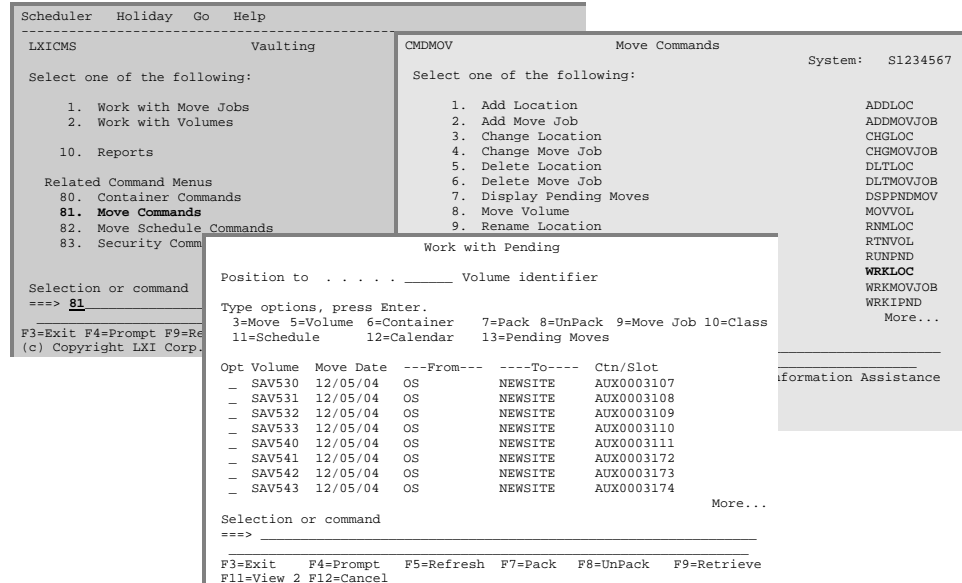 Scheduler Holiday Go Help
LXICMS Vaulting
Select one of the following:
1. Work with Move Jobs
2. Work with Volumes
10. Reports
Related Command Menus
80. Container Commands
81. Move Commands
82. Move Schedule Commands
83. Security Comm
Selection or command
===> 81
F3=Exit F4=Prompt F9=Re
(c) Copyright LXI Corp.
CMDMOV Move Commands
System: S1234567
Select one of the following:
1. Add Location ADDLOC
2. Add Move Job ADDMOVJOB
3. Change Location CHGLOC
4. Change Move Job CHGMOVJOB
5. Delete Location DLTLOC
6. Delete Move Job DLTMOVJOB
7. Display Pending Moves DSPPNDMOV
8. Move Volume MOVVOL
9. Rename Location RNMLOC
RTNVOL
RUNPND
WRKLOC
WRKMOVJOB
WRKIPND
More...
nformation Assistance
Work with Pending
Position to . . . . . ______ Volume identifier
Type options, press Enter.
3=Move 5=Volume 6=Container 7=Pack 8=UnPack 9=Move Job 10=Class
11=Schedule 12=Calendar 13=Pending Moves
Opt Volume Move Date ---From--- ----To---- Ctn/Slot
_ SAV530 12/05/04 OS NEWSITE AUX0003107
_ SAV531 12/05/04 OS NEWSITE AUX0003108
_ SAV532 12/05/04 OS NEWSITE AUX0003109
_ SAV533 12/05/04 OS NEWSITE AUX0003110
_ SAV540 12/05/04 OS NEWSITE AUX0003111
_ SAV541 12/05/04 OS NEWSITE AUX0003172
_ SAV542 12/05/04 OS NEWSITE AUX0003173
_ SAV543 12/05/04 OS NEWSITE AUX0003174
More...
Selection or command
===>
F3=Exit F4=Prompt F5=Refresh F7=Pack F8=UnPack F9=Retrieve
F11=View 2 F12=Cancel